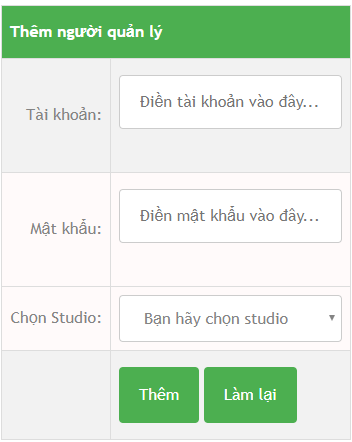 Thêm người quản lý
Tài khoản:
Điền tài khoản vào đây...
Mật khẩu:
Điền mật khẩu vào đây...
Chọn Studio:
Bạn hãy chọn studio
Thêm
Làm lại